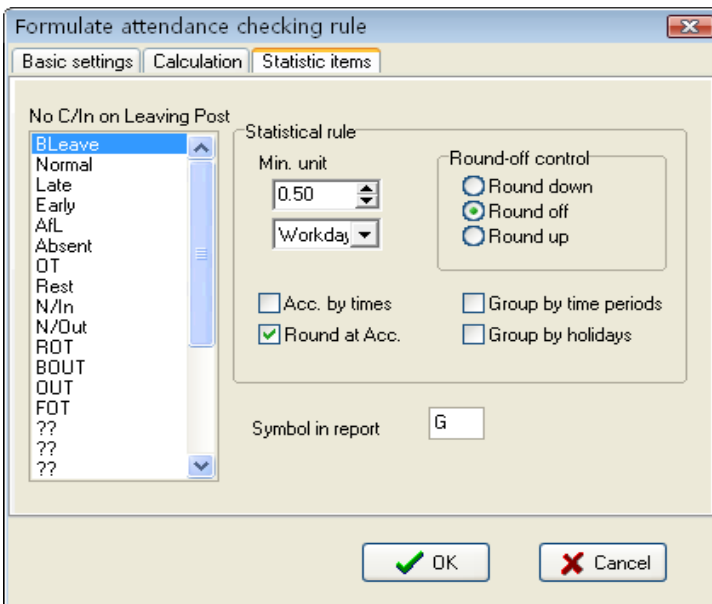 Formulate attendance checking rule
Basic settings Calculation Statistic items
No C/In on Leaving Post
BLeave
Normal
Late
Early
AfL
Absent
OT
Rest
N/In
N/Out
ROT
BOUT
OUT
FOT
??
??
??
Statistical rule
Min. unit
0.50
Workday
Round-off control
Round down
Round off
Round up
Acc. by times
Group by time periods
Round at Acc.
Group by holidays
Symbol in report
G
OK
Cancel